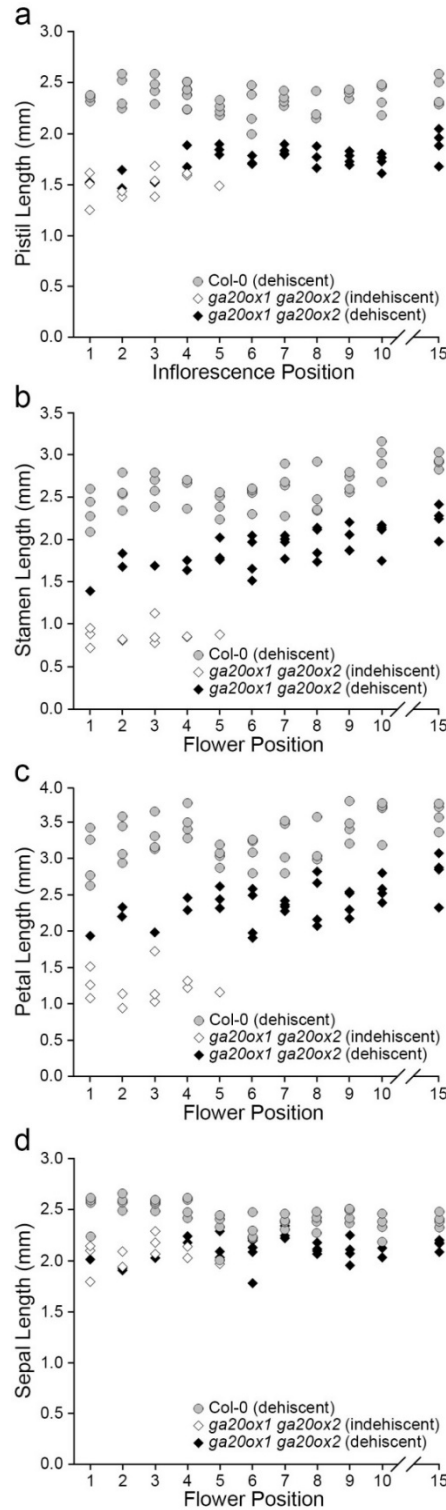 a
Pistil Length (mm)
3.0
2.5
2.0
1.5
1.0
0.5
0.0
Col-0 (dehiscent)
ga20ox1 ga20ox2 (indehiscent)
ga20ox1 ga20ox2 (dehiscent)
1 2 3 4 5 6 7 8 9 10 15
Inflorescence Position
b
Stamen Length (mm)
3.5
3.0
2.5
2.0
1.5
1.0
0.5
0.0
Col-0 (dehiscent)
ga20ox1 ga20ox2 (indehiscent)
ga20ox1 ga20ox2 (dehiscent)
1 2 3 4 5 6 7 8 9 10 15
Flower Position
c
Petal Length (mm)
4.0
3.5
3.0
2.5
2.0
1.5
1.0
0.5
0.0
Col-0 (dehiscent)
ga20ox1 ga20ox2 (indehiscent)
ga20ox1 ga20ox2 (dehiscent)
1 2 3 4 5 6 7 8 9 10 15
Flower Position
d
Sepal Length (mm)
3.0
2.5
2.0
1.5
1.0
0.5
0.0
Col-0 (dehiscent)
ga20ox1 ga20ox2 (indehiscent)
ga20ox1 ga20ox2 (dehiscent)
1 2 3 4 5 6 7 8 9 10 15
Flower Position